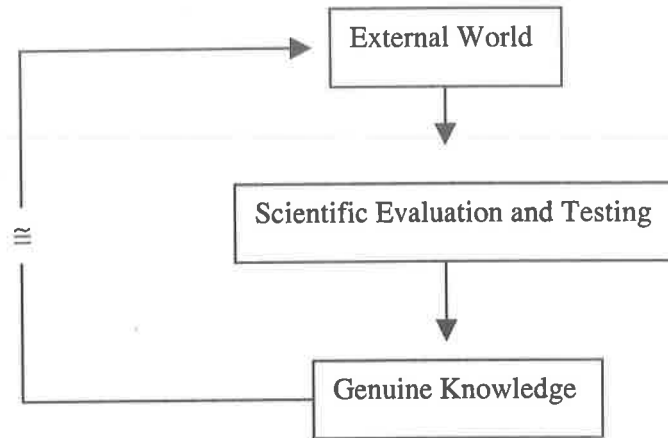 External World
Scientific Evaluation and Testing
≅
Genuine Knowledge